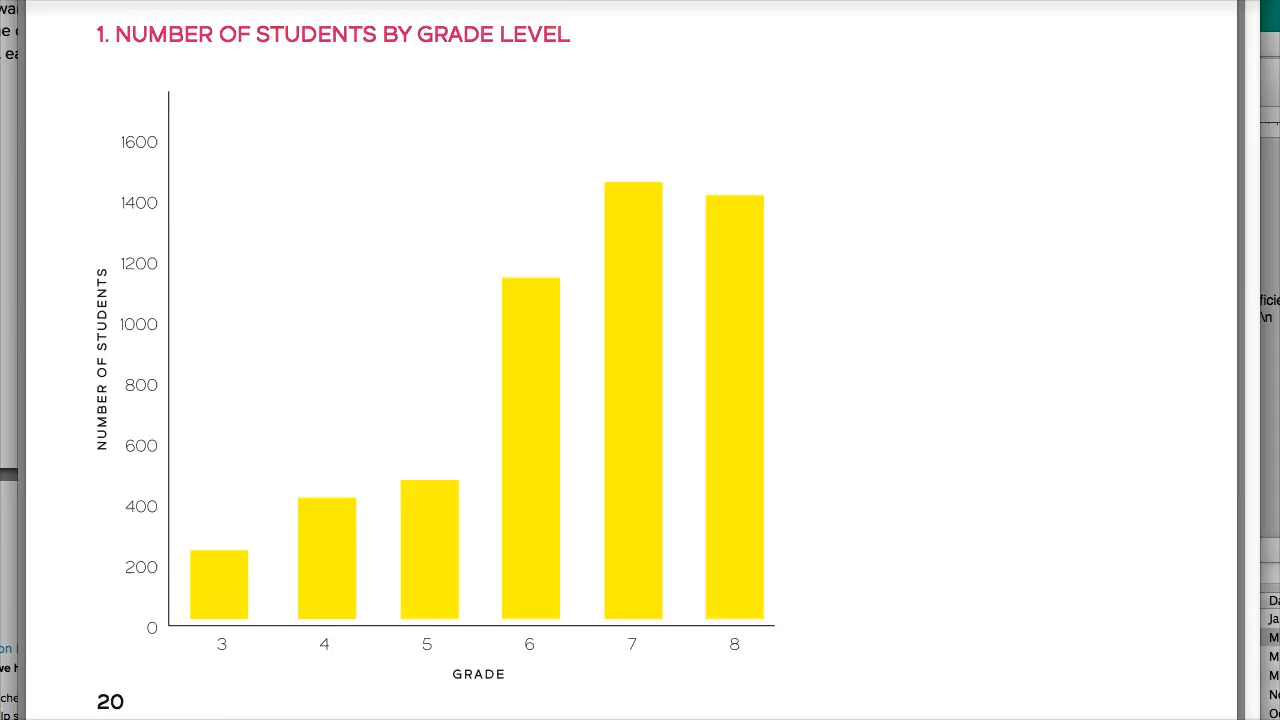 1. NUMBER OF STUDENTS BY GRADE LEVEL
NUMBER OF STUDENTS
1600
1400
1200
1000
800
600
400
200
0
3 4 5 6 7 8
GRADE
20
\n